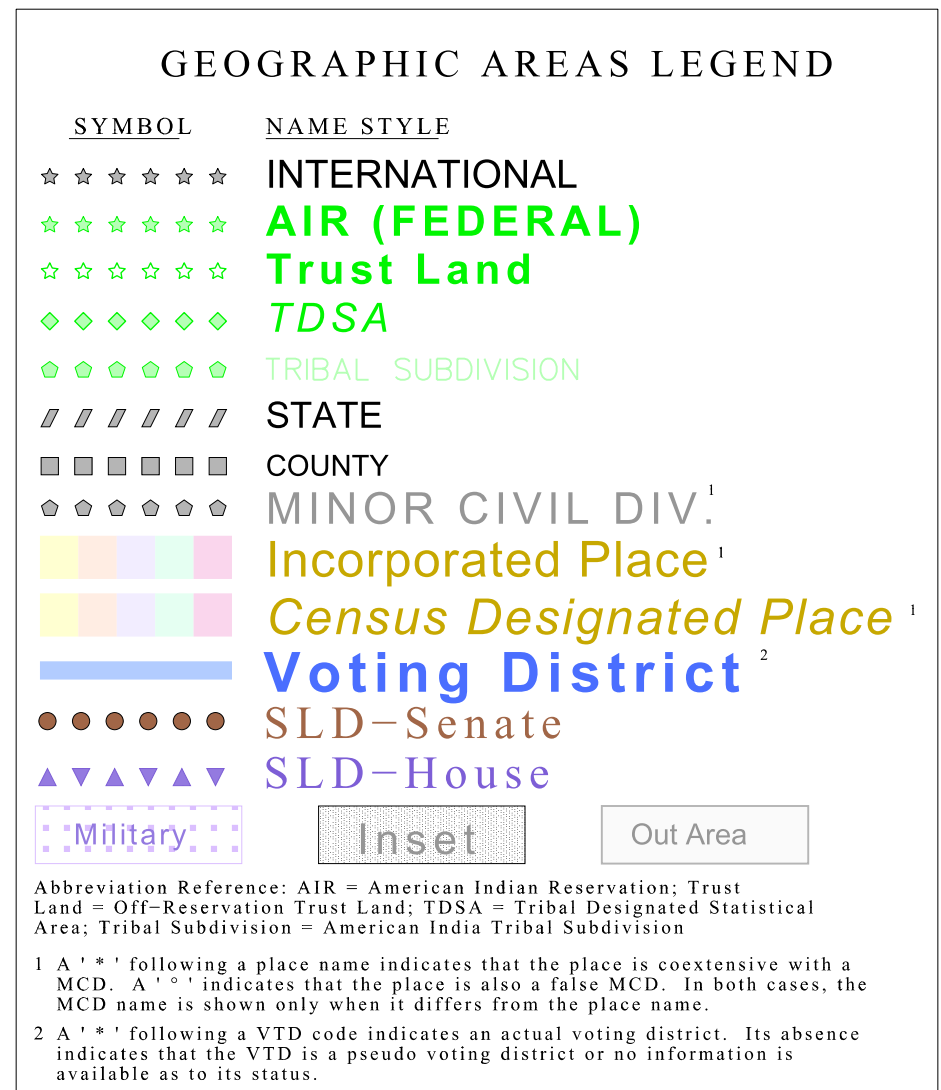 GEOGRAPHIC AREAS LEGEND
SYMBOL NAME STYLE
INTERNATIONAL
AIR (FEDERAL)
Trust Land
TDSA
TRIBAL SUBDIVISION
STATE
COUNTY
MINOR CIVIL DIV. 1
Incorporated Place 1
Census Designated Place 1
Voting District 2
SLD−Senate
SLD−House
Military Inset Out Area
Abbreviation Reference: AIR = American Indian Reservation; Trust
Land = Off−Reservation Trust Land; TDSA = Tribal Designated Statistical
Area; Tribal Subdivision = American India Tribal Subdivision
1 A ' * ' following a place name indicates that the place is coextensive with a
MCD. A ' ° ' indicates that the place is also a false MCD. In both cases, the
MCD name is shown only when it differs from the place name.
2 A ' * ' following a VTD code indicates an actual voting district. Its absence
indicates that the VTD is a pseudo voting district or no information is
available as to its status.